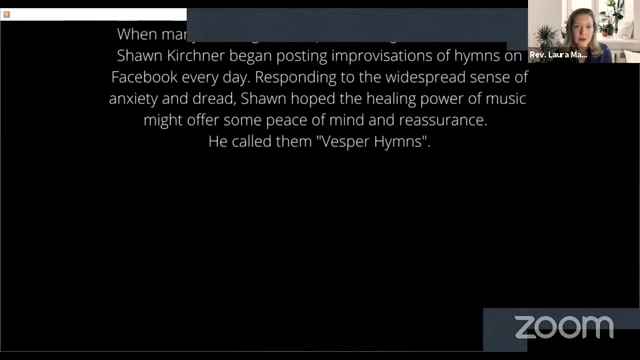 When many
Shawn Kirchner began posting improvisations of hymns on
Facebook every day. Responding to the widespread sense of
anxiety and dread, Shawn hoped the healing power of music
might offer some peace of mind and reassurance.
He called them "Vesper Hymns".
Rev. Laura Ma...
zoom